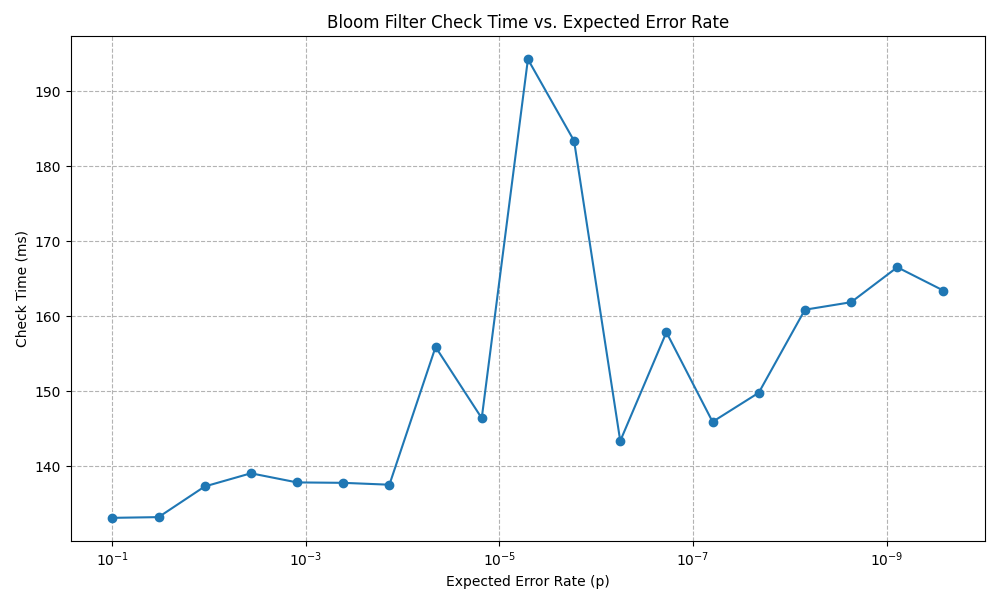 Bloom Filter Check Time vs. Expected Error Rate
Check Time (ms)
190
180
170
160
150
140
10⁻¹ 10⁻³ 10⁻⁵ 10⁻⁷ 10⁻⁹
Expected Error Rate (p)